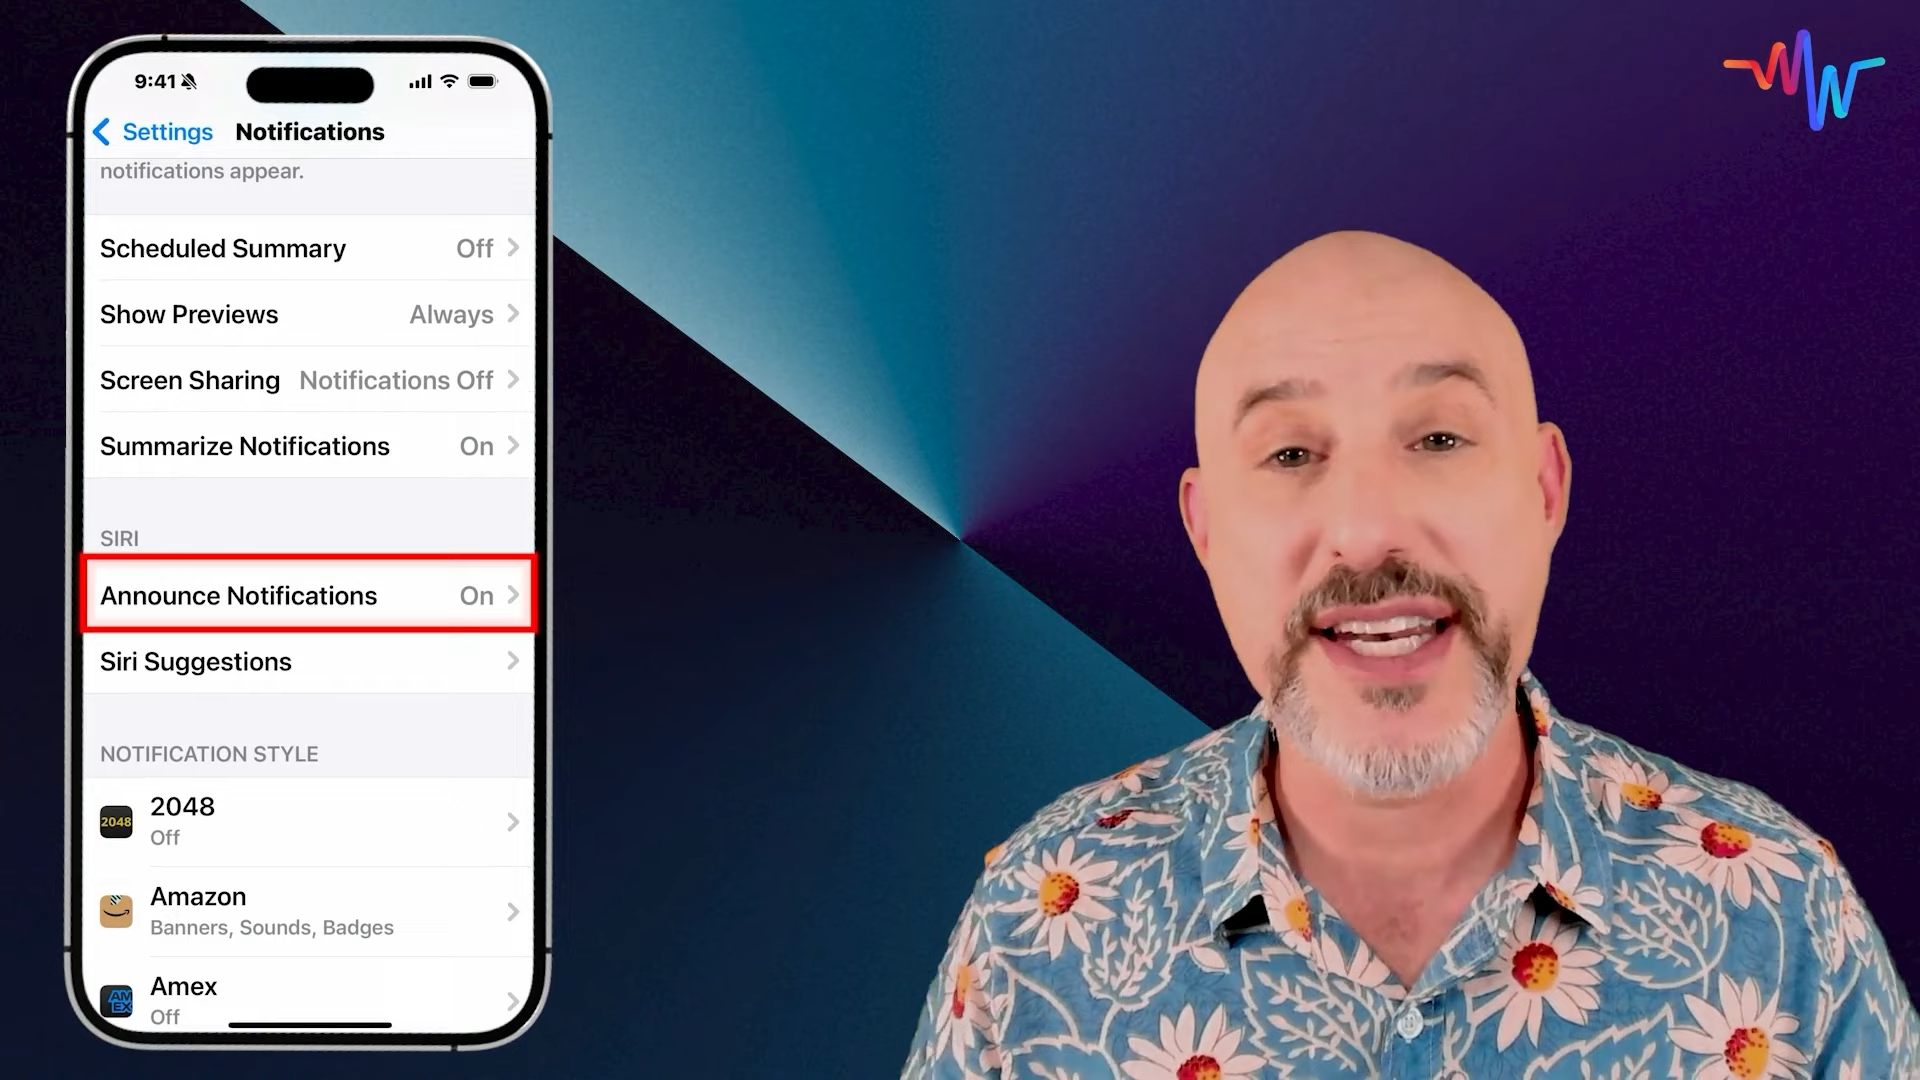 9:41
Settings Notifications
notifications appear.
Scheduled Summary Off
Show Previews Always
Screen Sharing Notifications Off
Summarize Notifications On
SIRI
Announce Notifications On
Siri Suggestions
NOTIFICATION STYLE
2048
2048
Off
Amazon
Banners, Sounds, Badges
AM
EX
Amex
Off